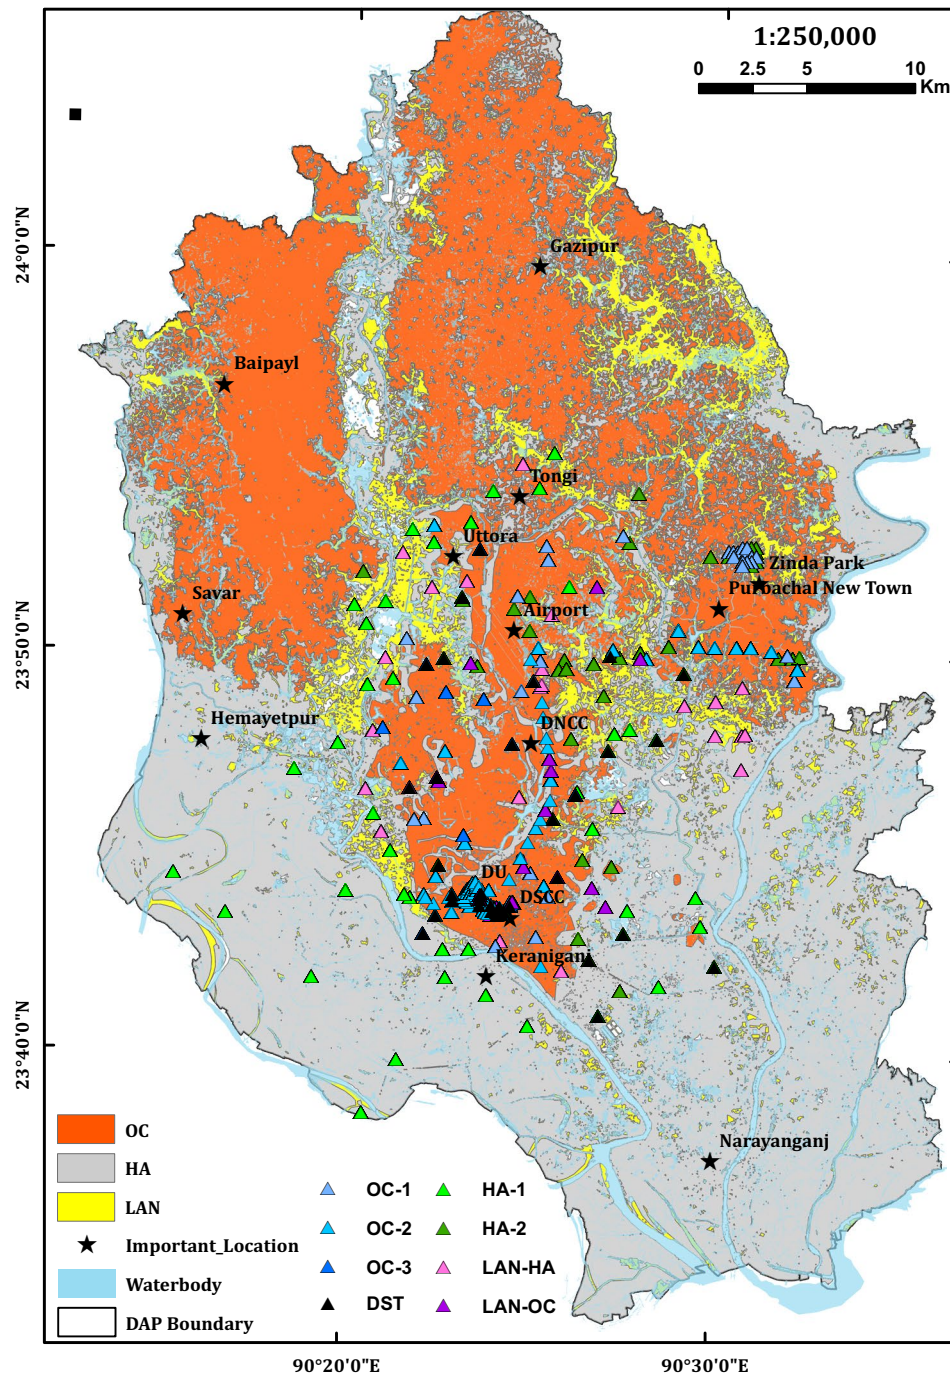 1:250,000
0 2.5 5 10
Km
24°0'0"N
Gazipur
Baipayl
Tongi
Uttora
Zinda Park
Purbachal New Town
Savar
Airport
23°50'0"N
Hemayetpur
DNCC
DU
DSCC
Keraniganj
23°40'0"N
Narayanganj
OC
HA
LAN
Important_Location
Waterbody
DAP Boundary
OC-1
HA-1
OC-2
HA-2
OC-3
LAN-HA
DST
LAN-OC
90°20'0"E
90°30'0"E